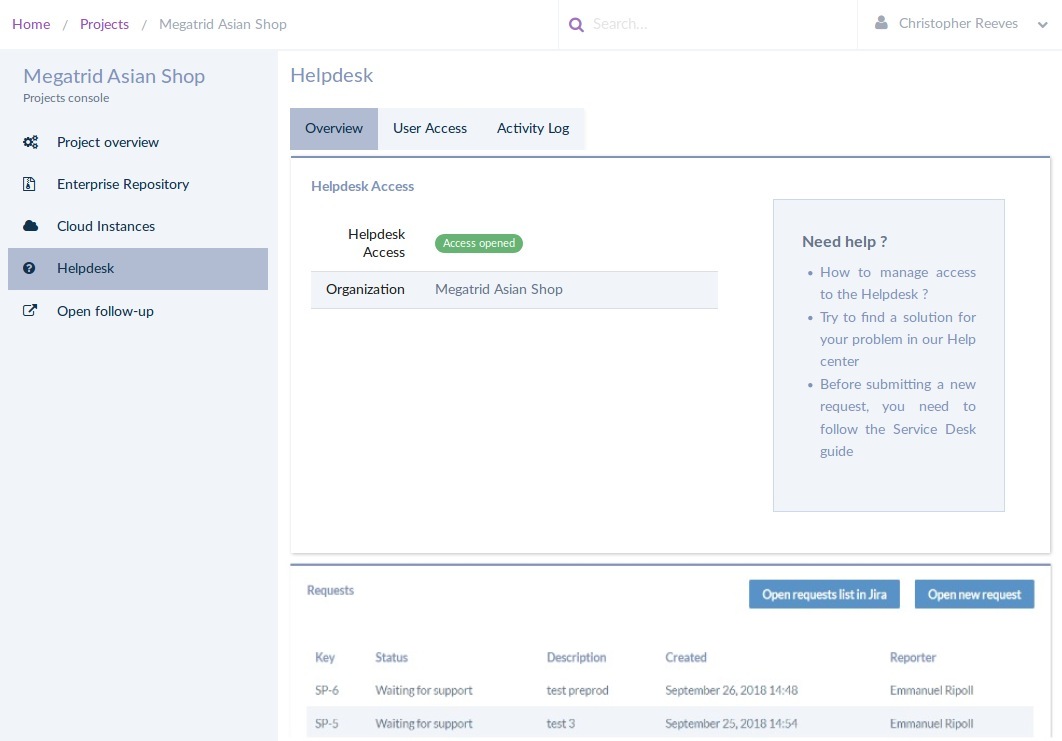 Home / Projects / Megatrid Asian Shop
Search...
Christopher Reeves
Megatrid Asian Shop
Projects console
Project overview
Enterprise Repository
Cloud Instances
Helpdesk
Open follow-up
Helpdesk
Overview User Access Activity Log
Helpdesk Access
Helpdesk
Access
Access opened
Organization Megatrid Asian Shop
Need help ?
• How to manage access
to the Helpdesk ?
• Try to find a solution for
your problem in our Help
center
• Before submitting a new
request, you need to
follow the Service Desk
guide
Requests
Open requests list in Jira
Open new request
Key Status Description Created Reporter
SP-6 Waiting for support test preprod September 26, 2018 14:48 Emmanuel Ripoll
SP-5 Waiting for support test 3 September 25, 2018 14:54 Emmanuel Ripoll